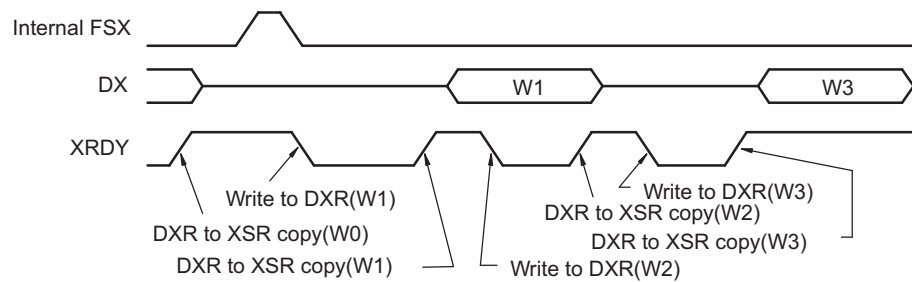 Internal FSX
DX
W1
W3
XRDY
Write to DXR(W1)
Write to DXR(W3)
DXR to XSR copy(W2)
DXR to XSR copy(W0)
DXR to XSR copy(W3)
DXR to XSR copy(W1)
Write to DXR(W2)